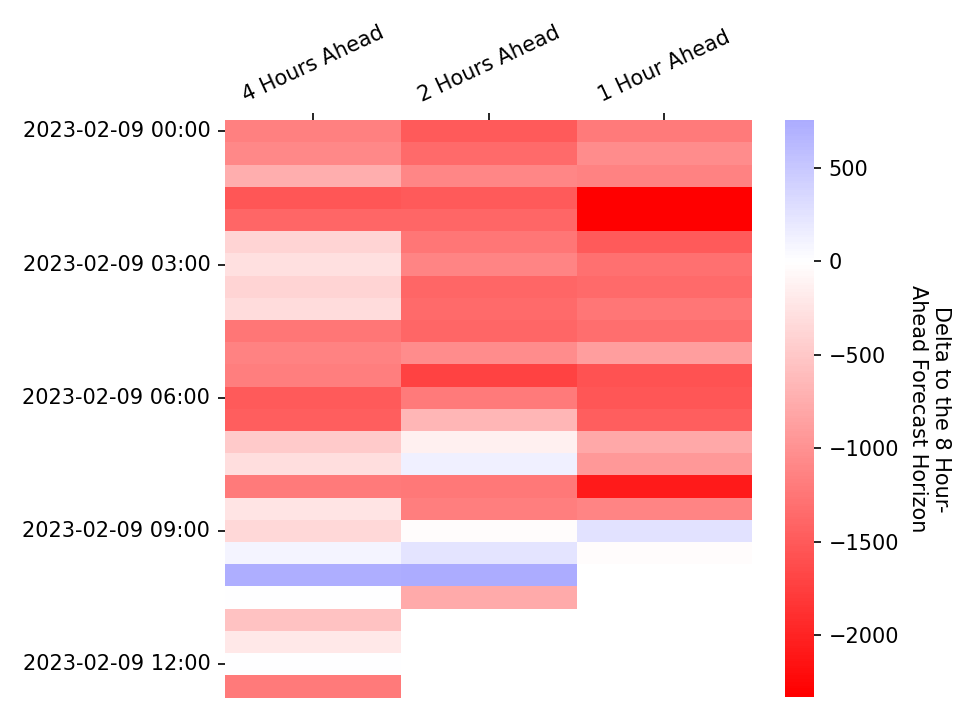 4 Hours Ahead
2 Hours Ahead
1 Hour Ahead
2023-02-09 00:00
2023-02-09 03:00
2023-02-09 06:00
2023-02-09 09:00
2023-02-09 12:00
500
0
−500
−1000
−1500
−2000
Delta to the 8 Hour-
Ahead Forecast Horizon